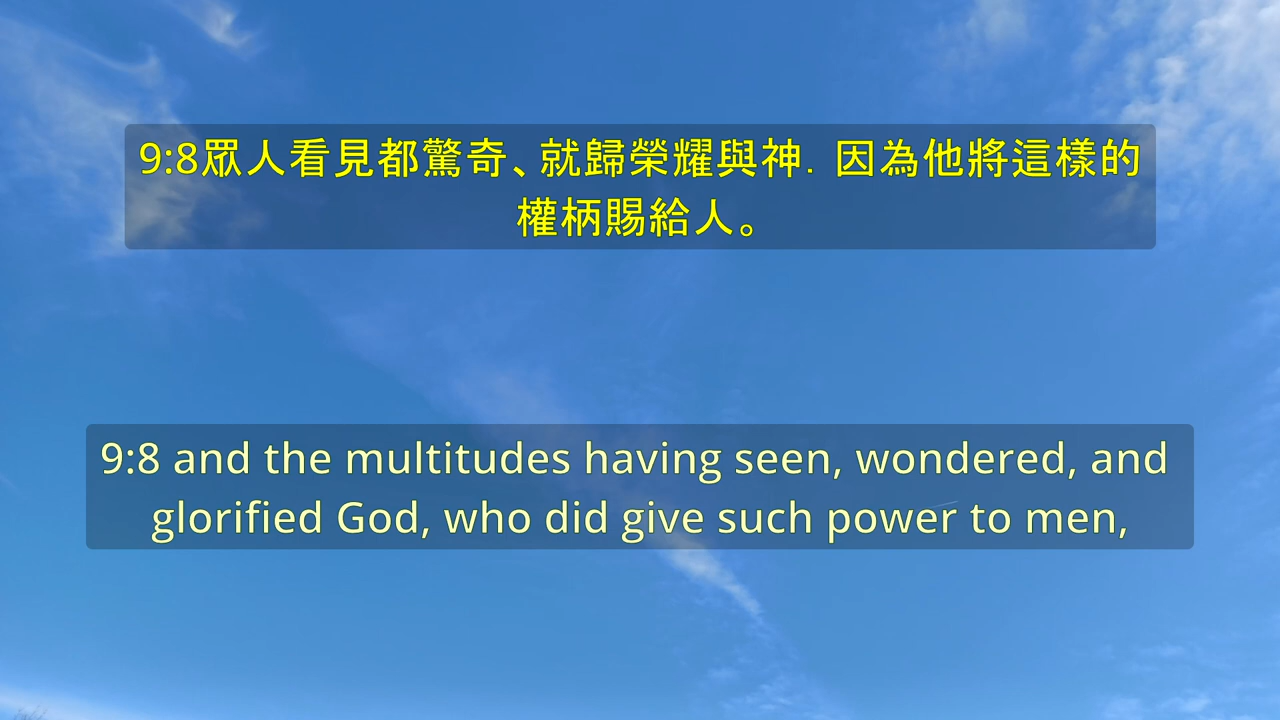 9:8眾人看見都驚奇、就歸榮耀與神．因為他將這樣的
權柄賜給人。
9:8 and the multitudes having seen, wondered, and
glorified God, who did give such power to men,